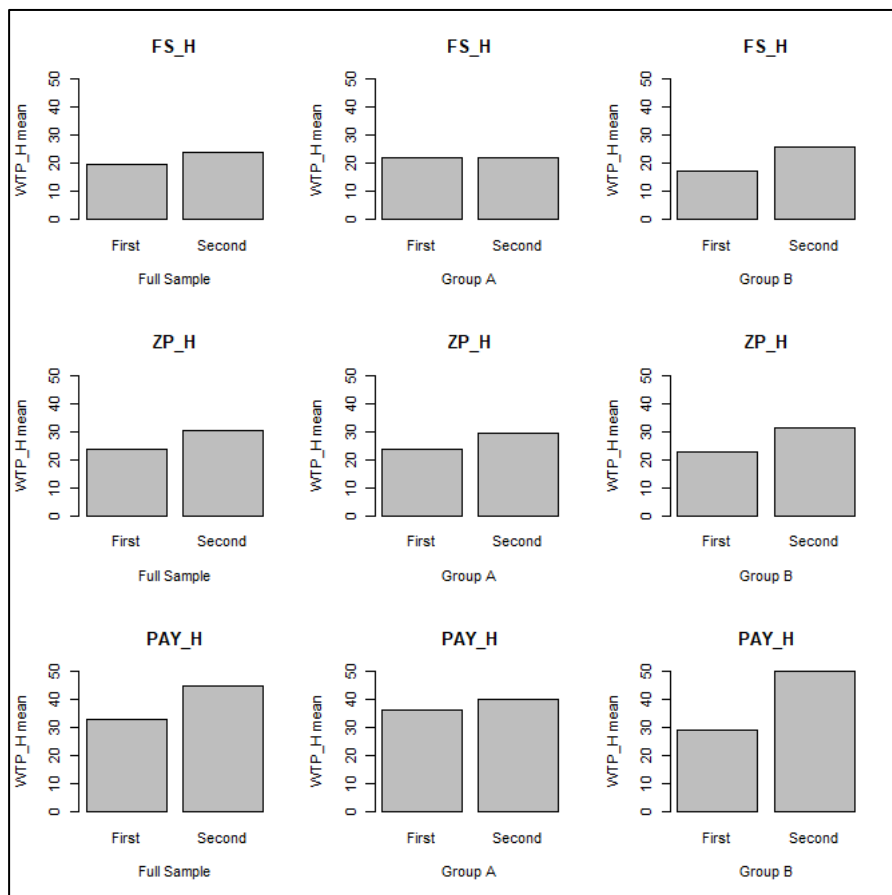 FS_H FS_H FS_H
WTP_H mean 0 10 20 30 40 50 WTP_H mean 0 10 20 30 40 50 WTP_H mean 0 10 20 30 40 50
First Second First Second First Second
Full Sample Group A Group B
ZP_H ZP_H ZP_H
WTP_H mean 0 10 20 30 40 50 WTP_H mean 0 10 20 30 40 50 WTP_H mean 0 10 20 30 40 50
First Second First Second First Second
Full Sample Group A Group B
PAY_H PAY_H PAY_H
WTP_H mean 0 10 20 30 40 50 WTP_H mean 0 10 20 30 40 50 WTP_H mean 0 10 20 30 40 50
First Second First Second First Second
Full Sample Group A Group B